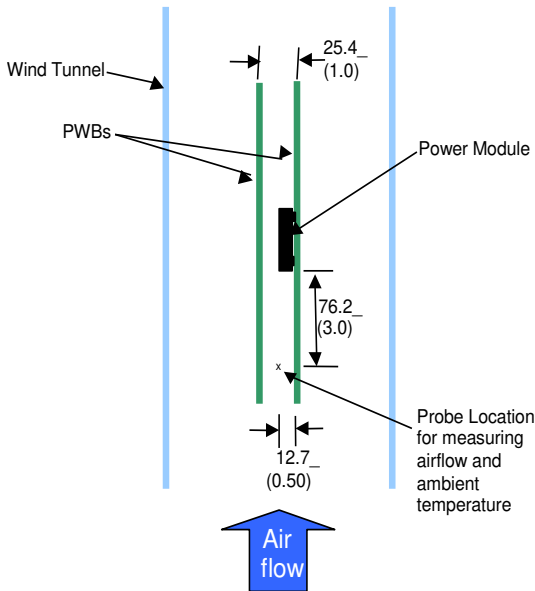 25.4_
(1.0)
Wind Tunnel
PWBs
Power Module
76.2_
(3.0)
x
Probe Location
for measuring
airflow and
ambient
temperature
12.7_
(0.50)
Air
flow